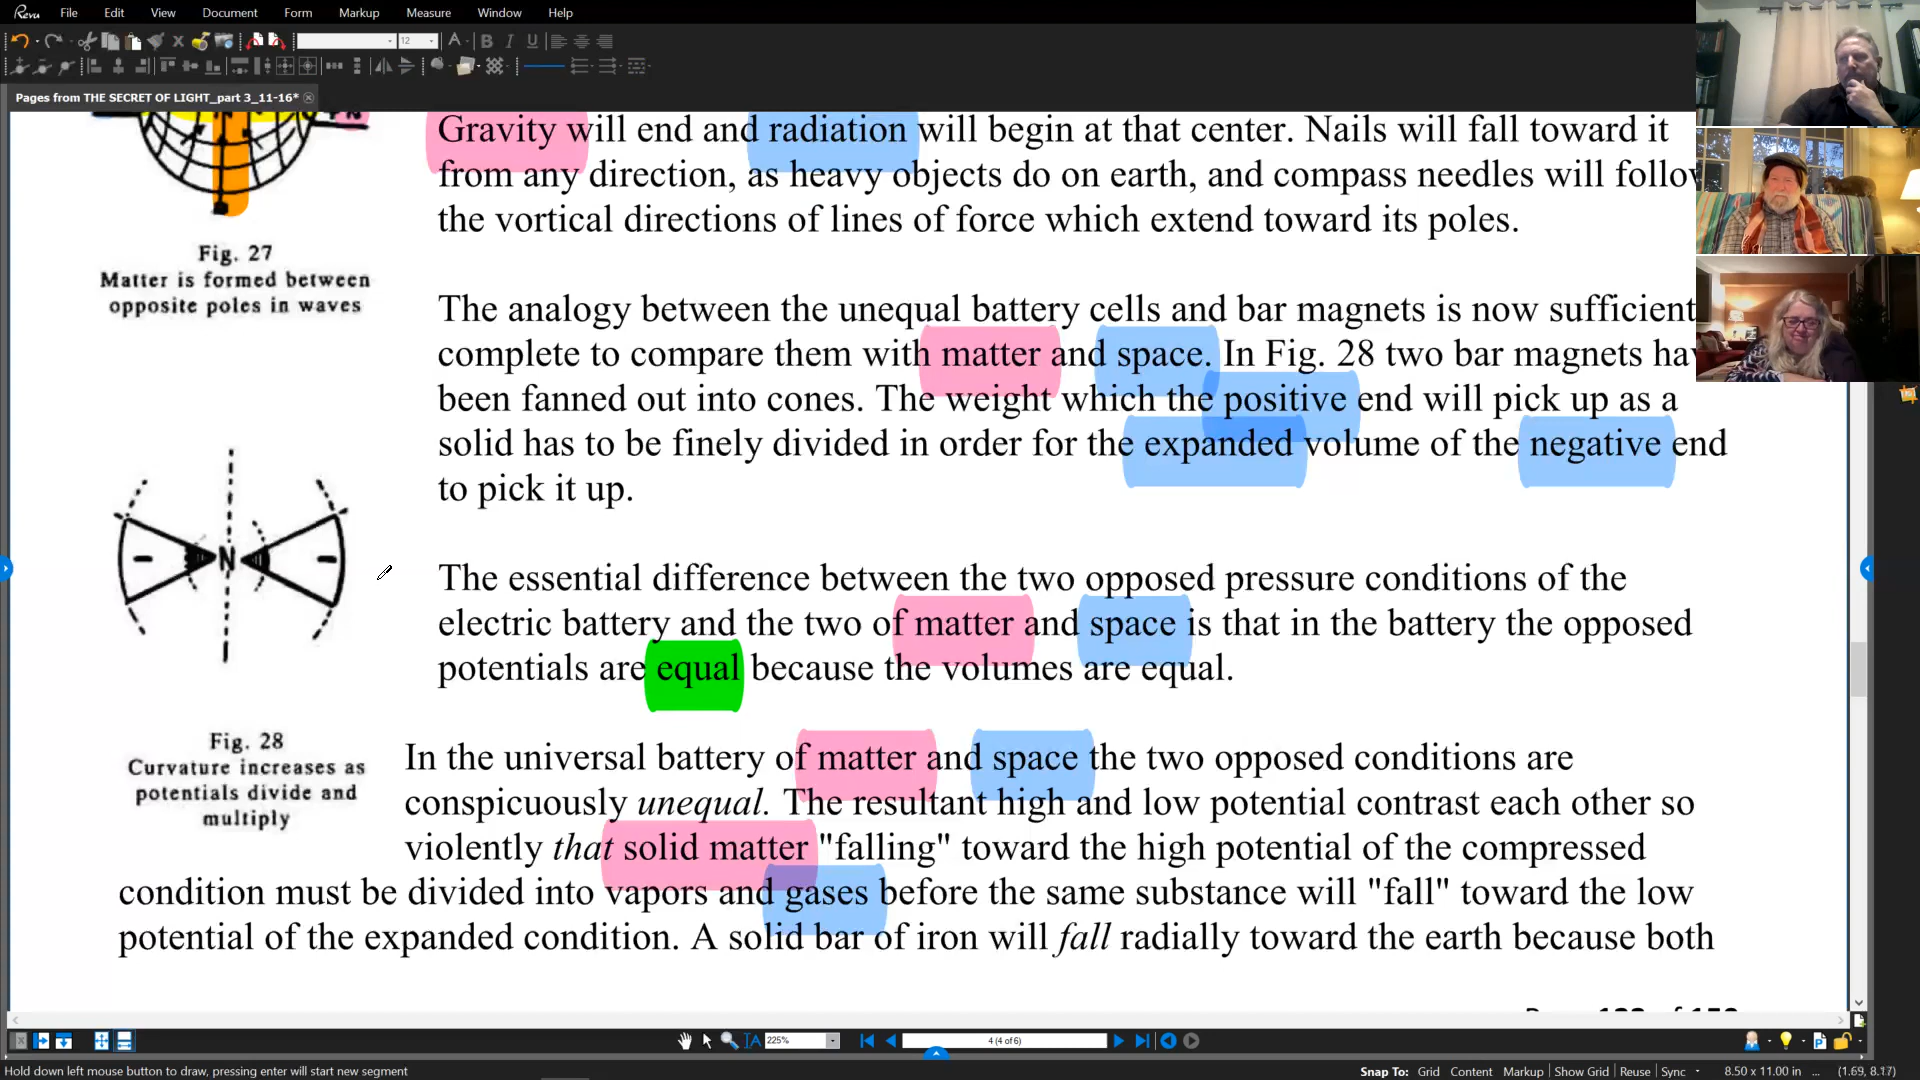 Revu File Edit View Document Form Markup Measure Window Help
12
Pages from THE SECRET OF LIGHT_part 3_11-16*
Gravity will end and radiation will begin at that center. Nails will fall toward it
from any direction, as heavy objects do on earth, and compass needles will follow
the vortical directions of lines of force which extend toward its poles.
Fig. 27
Matter is formed between
opposite poles in waves
The analogy between the unequal battery cells and bar magnets is now sufficient
complete to compare them with matter and space. In Fig. 28 two bar magnets hav
been fanned out into cones. The weight which the positive end will pick up as a
solid has to be finely divided in order for the expanded volume of the negative end
to pick it up.
N
The essential difference between the two opposed pressure conditions of the
electric battery and the two of matter and space is that in the battery the opposed
potentials are equal because the volumes are equal.
Fig. 28
Curvature increases as
potentials divide and
multiply
In the universal battery of matter and space the two opposed conditions are
conspicuously unequal. The resultant high and low potential contrast each other so
violently that solid matter "falling" toward the high potential of the compressed
condition must be divided into vapors and gases before the same substance will "fall" toward the low
potential of the expanded condition. A solid bar of iron will fall radially toward the earth because both
225%
4 (4 of 6)
Hold down left mouse button to draw, pressing enter will start new segment
Snap To: Grid Content Markup Show Grid Reuse Sync 8.50 x 11.00 in ... (1.69, 8.17)